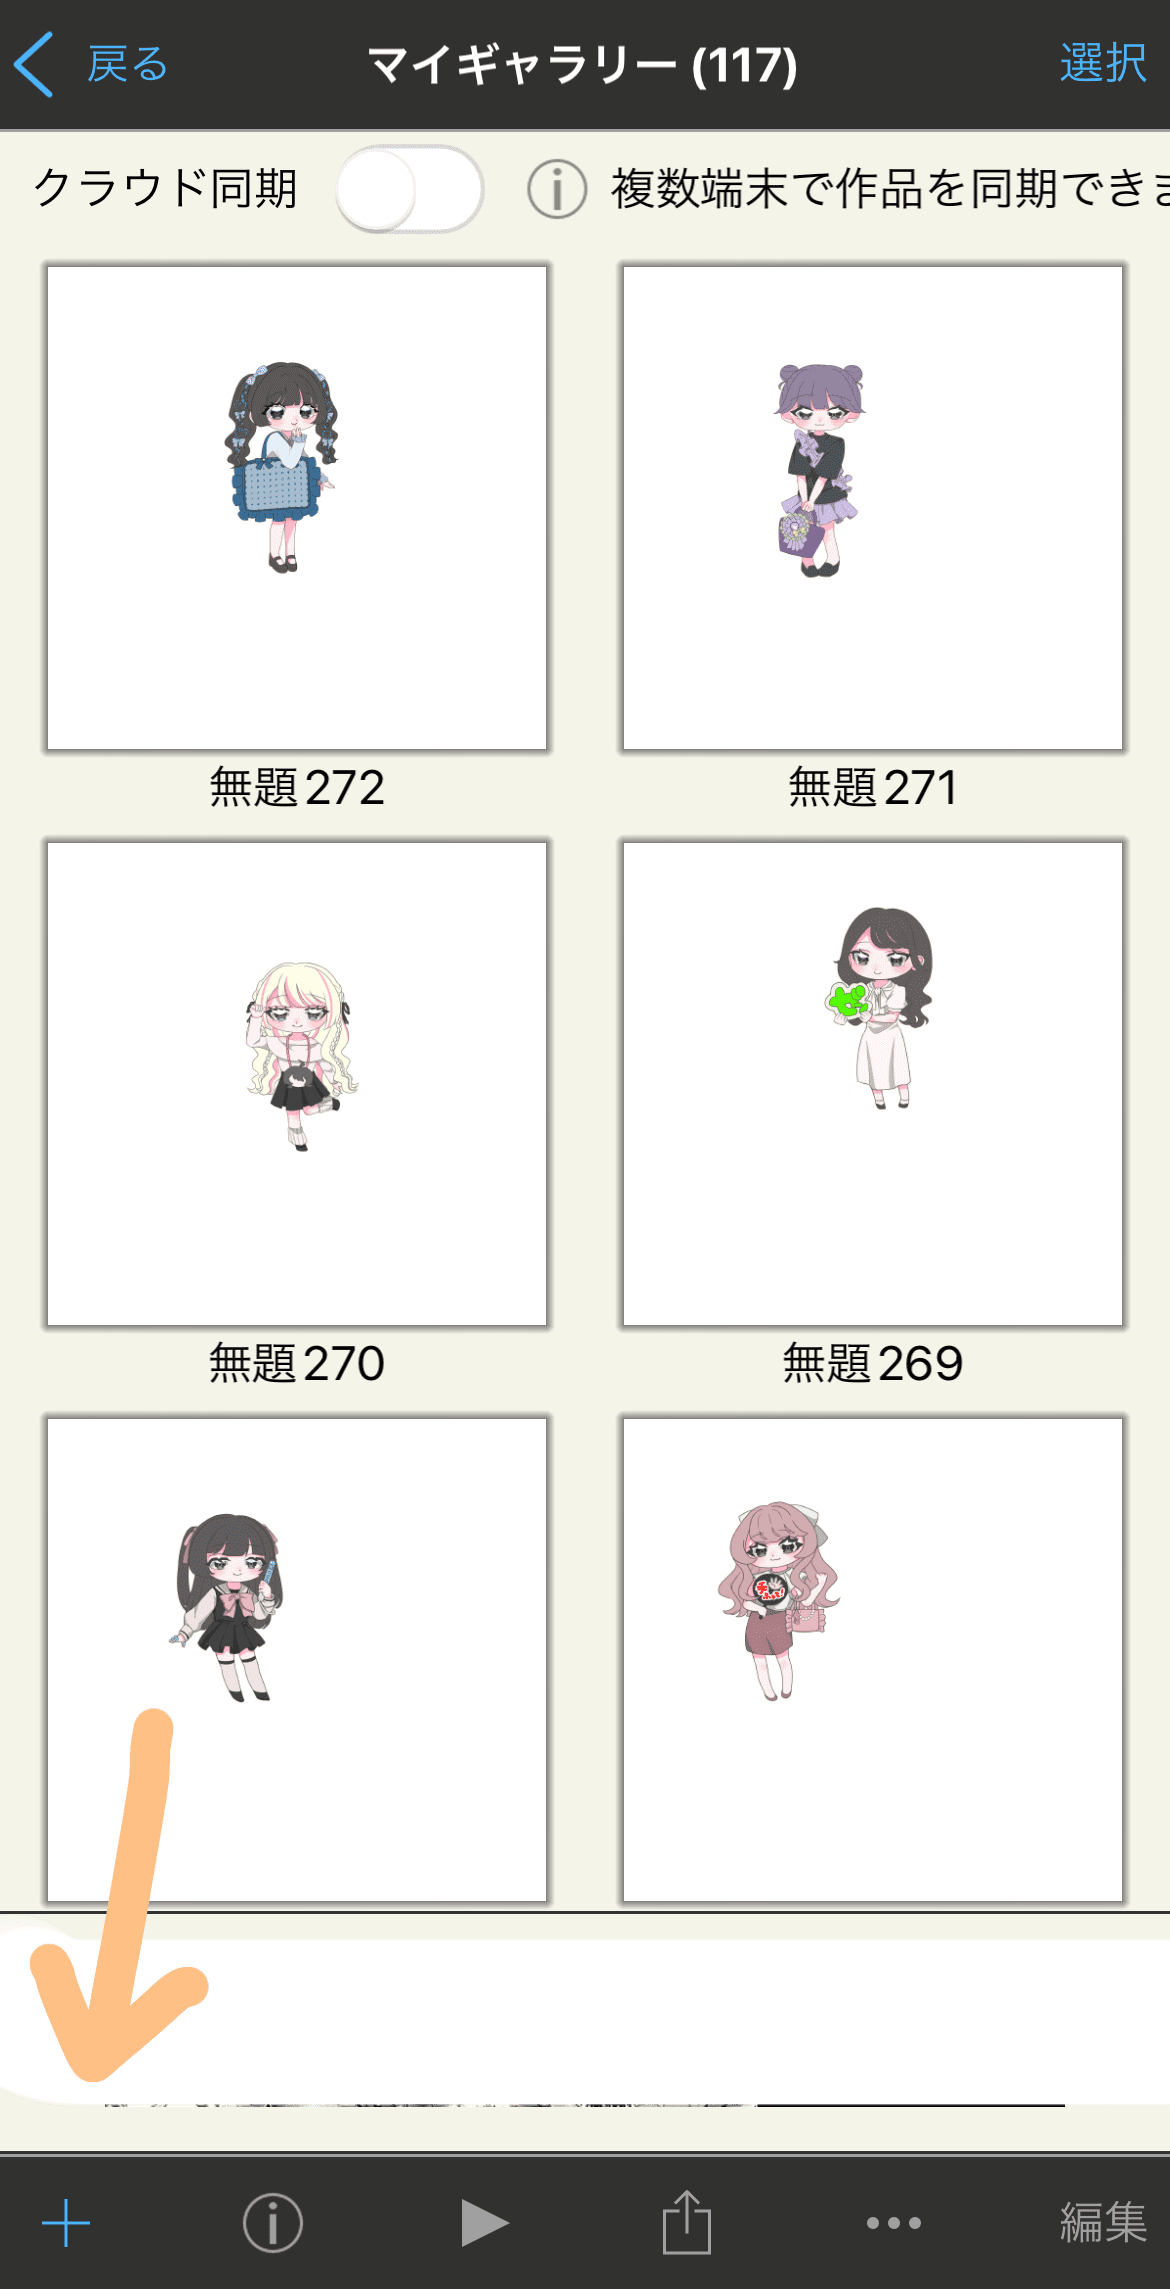 戻る
マイギャラリー (117)
選択
クラウド同期
複数端末で作品を同期でき
無題272
無題271
無題270
無題269
編集